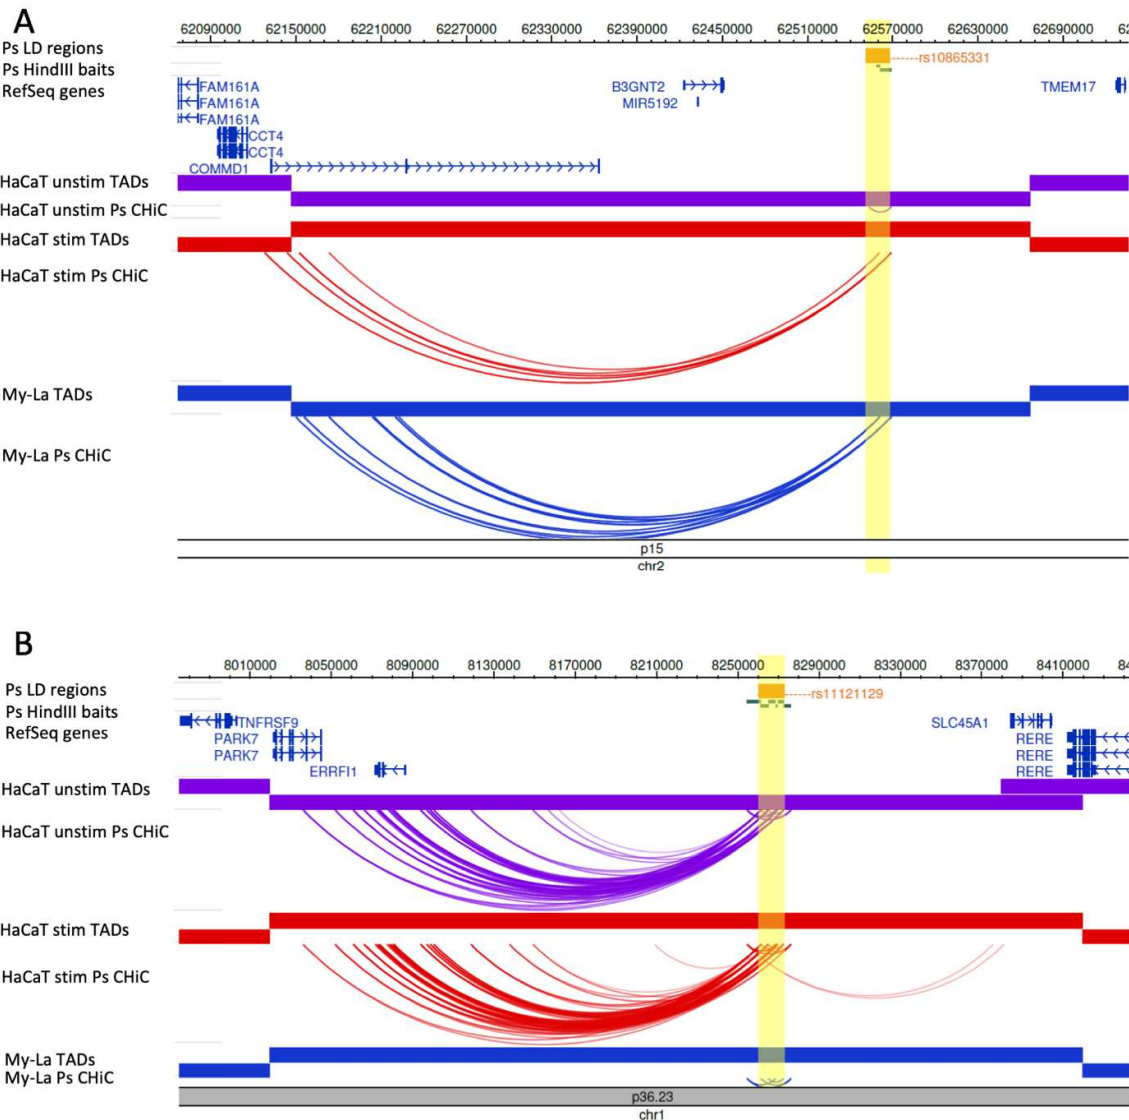 A
62090000 62150000 62210000 62270000 62330000 62390000 62450000 62510000 62570000 62630000 62690000 62
Ps LD regions
rs10865331
Ps HindIII baits
RefSeq genes
FAM161A B3GNT2 TMEM17
FAM161A MIR5192
FAM161A
CCT4
CCT4
COMMD1
HaCaT unstim TADs
HaCaT unstim Ps CHiC
HaCaT stim TADs
HaCaT stim Ps CHiC
My-La TADs
My-La Ps CHiC
p15
chr2
B
8010000 8050000 8090000 8130000 8170000 8210000 8250000 8290000 8330000 8370000 8410000 84
Ps LD regions
rs11121129
Ps HindIII baits
TNFRSF9 SLC45A1
RefSeq genes
PARK7 RERE
PARK7 RERE
ERRFI1 RERE
HaCaT unstim TADs
HaCaT unstim Ps CHiC
HaCaT stim TADs
HaCaT stim Ps CHiC
My-La TADs
My-La Ps CHiC
p36.23
chr1